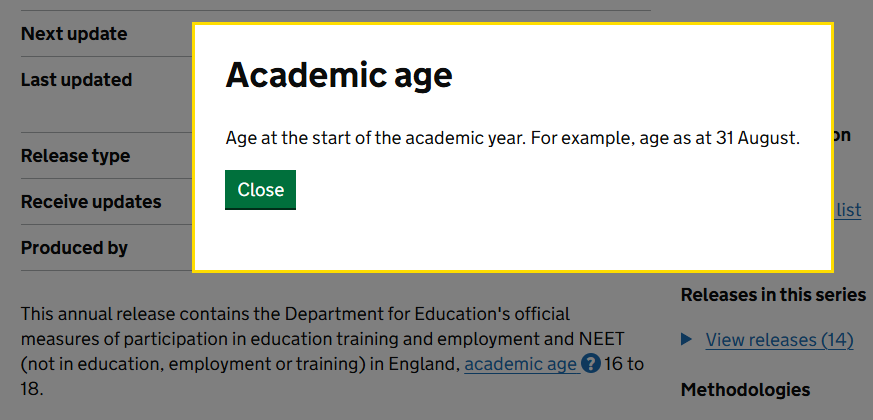 Next update
Last updated
Release type
Receive updates
Produced by
Academic age
Age at the start of the academic year. For example, age as at 31 August.
Close
on
list
This annual release contains the Department for Education's official
measures of participation in education training and employment and NEET
(not in education, employment or training) in England, academic age ? 16 to
18.
Releases in this series
View releases (14)
Methodologies